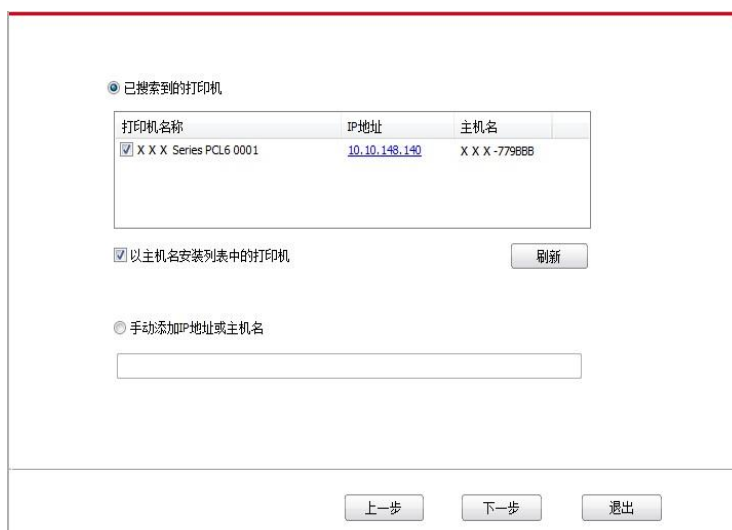 已搜索到的打印机
打印机名称 IP地址 主机名
X X X Series PCL6 0001 10.10.148.140 X X X -779BBB
以主机名安装列表中的打印机 刷新
手动添加IP地址或主机名
上一步 下一步 退出